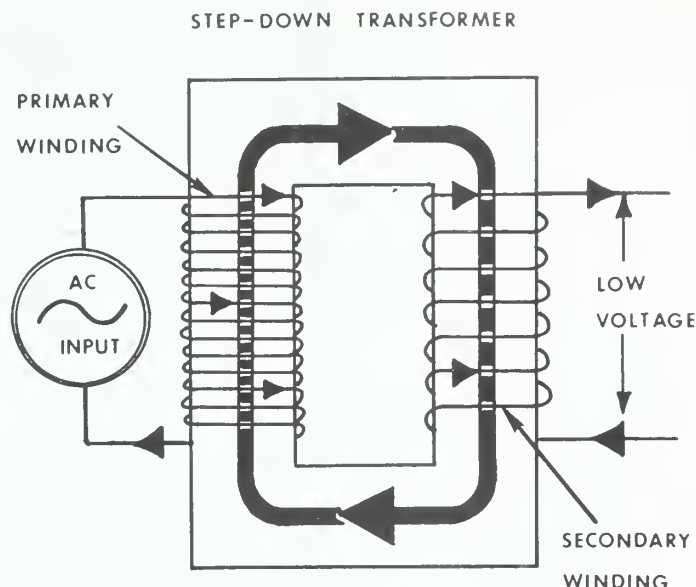 STEP-DOWN TRANSFORMER
PRIMARY
WINDING
AC
INPUT
LOW
VOLTAGE
SECONDARY
WINDING